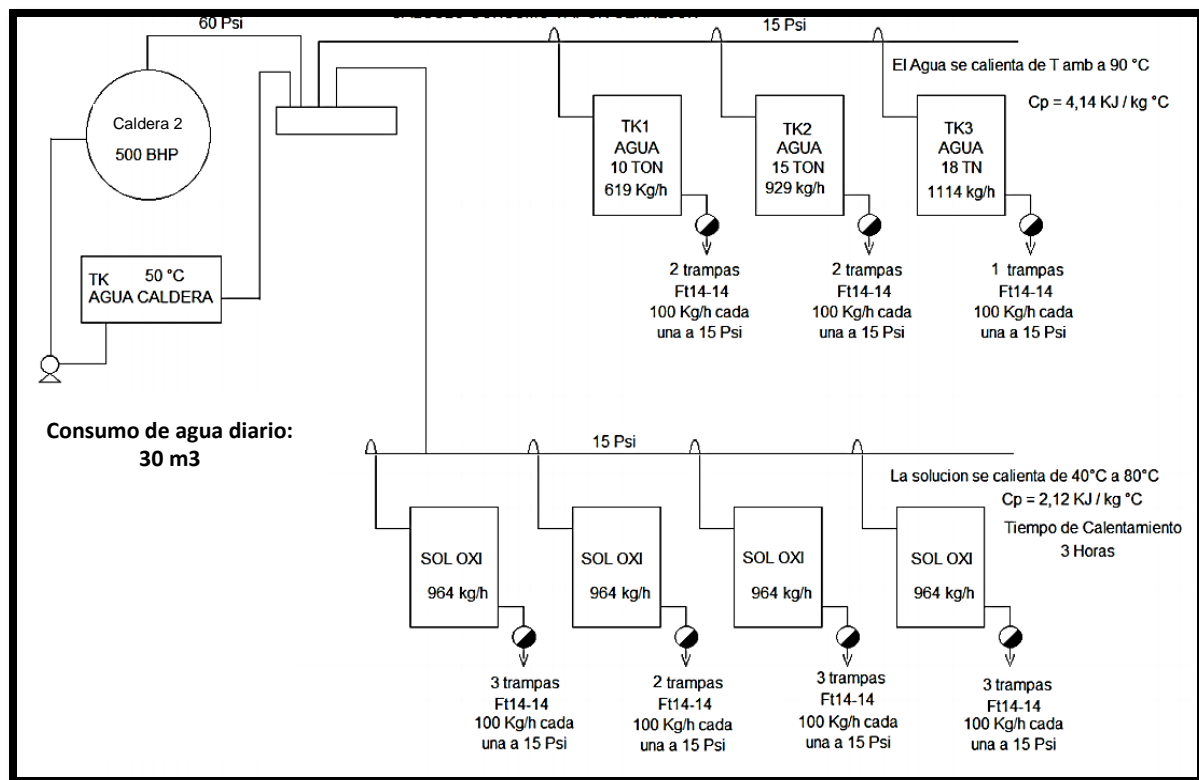 60 Psi
15 Psi
El Agua se calienta de T amb a 90 °C
Cp = 4,14 KJ / kg °C
Caldera 2
500 BHP
TK1
AGUA
10 TON
619 Kg/h
TK2
AGUA
15 TON
929 kg/h
TK3
AGUA
18 TN
1114 kg/h
TK 50 °C
AGUA CALDERA
2 trampas
Ft14-14
100 Kg/h cada
una a 15 Psi
2 trampas
Ft14-14
100 Kg/h cada
una a 15 Psi
1 trampas
Ft14-14
100 Kg/h cada
una a 15 Psi
Consumo de agua diario:
30 m3
15 Psi
La solucion se calienta de 40°C a 80°C
Cp = 2,12 KJ / kg °C
Tiempo de Calentamiento
3 Horas
SOL OXI
964 kg/h
SOL OXI
964 kg/h
SOL OXI
964 kg/h
SOL OXI
964 kg/h
3 trampas
Ft14-14
100 Kg/h cada
una a 15 Psi
2 trampas
Ft14-14
100 Kg/h cada
una a 15 Psi
3 trampas
Ft14-14
100 Kg/h cada
una a 15 Psi
3 trampas
Ft14-14
100 Kg/h cada
una a 15 Psi